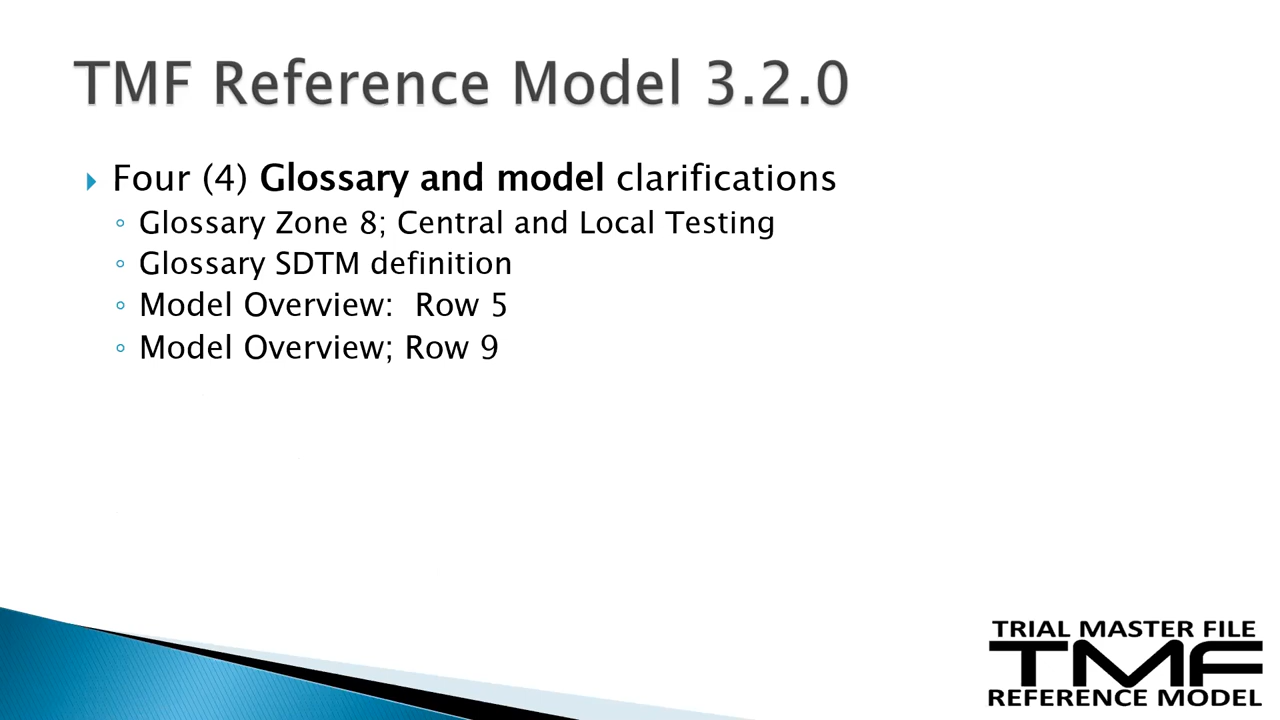 TMF Reference Model 3.2.0
Four (4) Glossary and model clarifications
Glossary Zone 8; Central and Local Testing
Glossary SDTM definition
Model Overview:  Row 5
Model Overview; Row 9
TRIAL MASTER FILE
TMF
REFERENCE MODEL